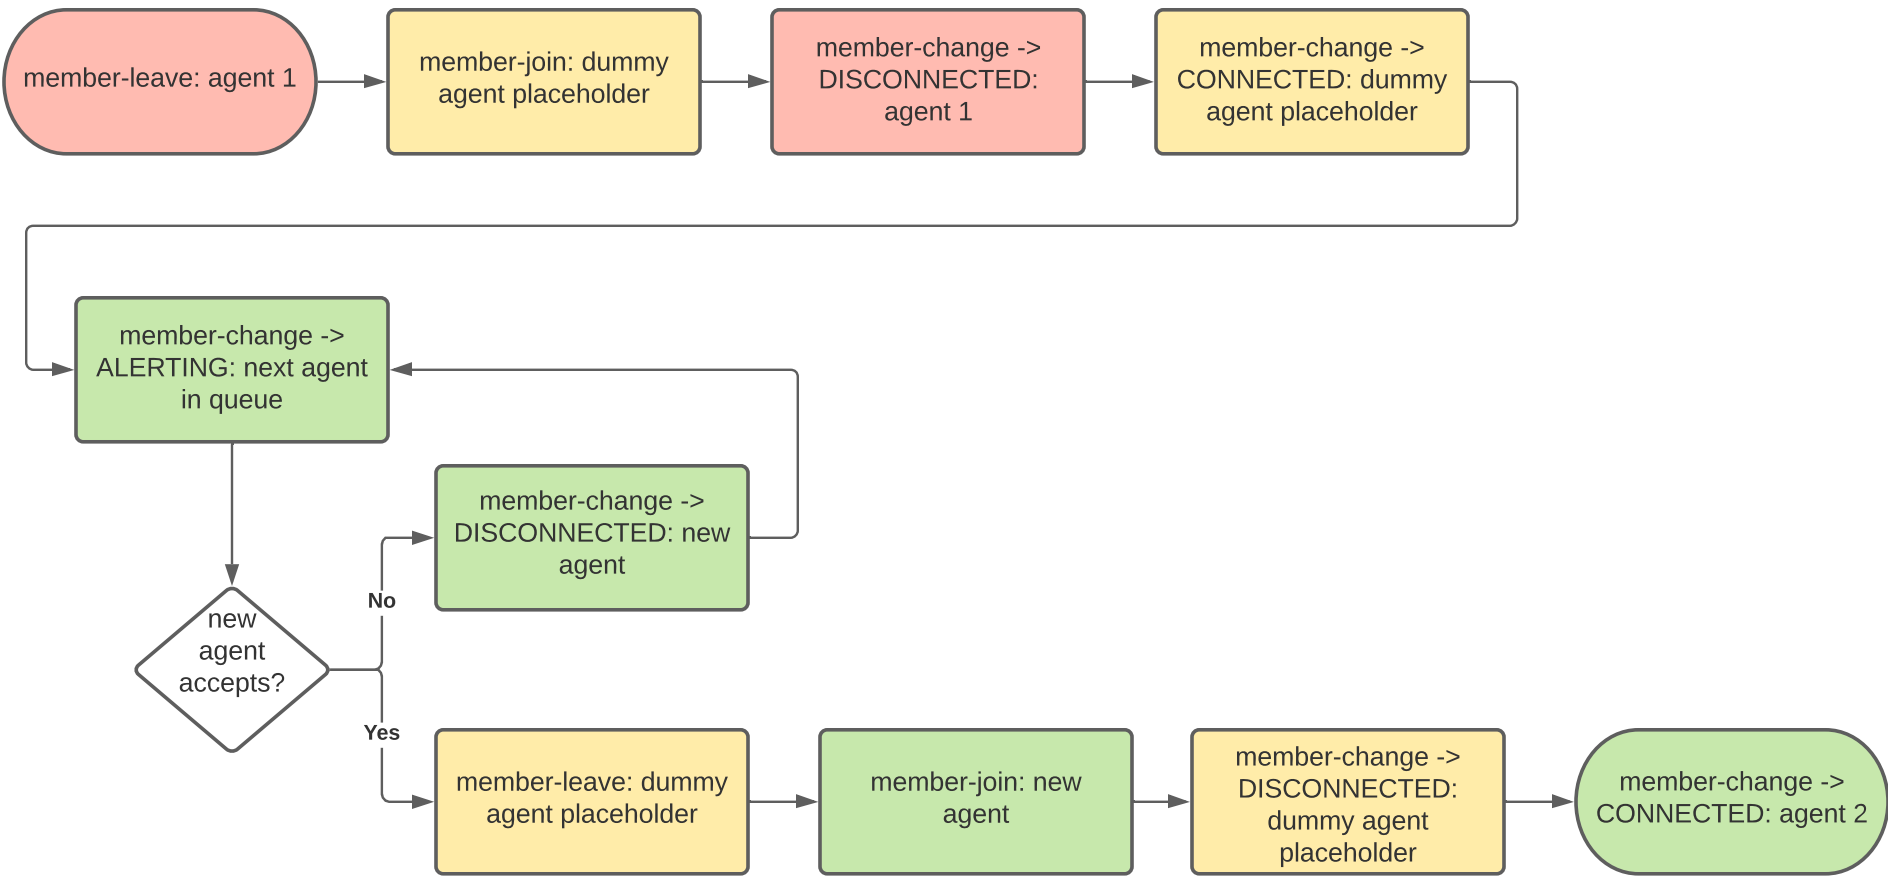 member-leave: agent 1
member-join: dummy
agent placeholder
member-change ->
DISCONNECTED:
agent 1
member-change ->
CONNECTED: dummy
agent placeholder
member-change ->
ALERTING: next agent
in queue
member-change ->
DISCONNECTED: new
agent
No
new
agent
accepts?
Yes
member-leave: dummy
agent placeholder
member-join: new
agent
member-change ->
DISCONNECTED:
dummy agent
placeholder
member-change ->
CONNECTED: agent 2